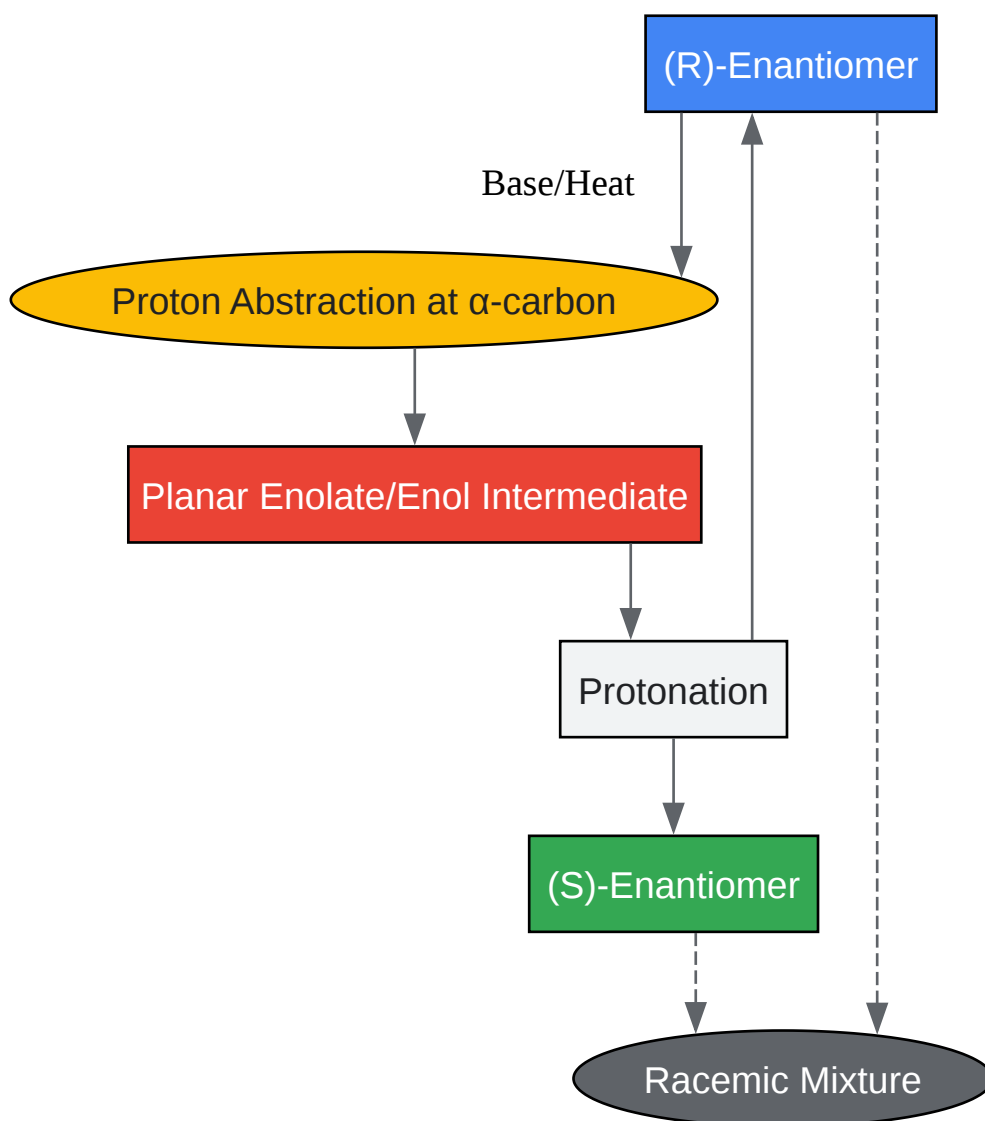 (R)-Enantiomer
Base/Heat
Proton Abstraction at α-carbon
Planar Enolate/Enol Intermediate
Protonation
(S)-Enantiomer
Racemic Mixture